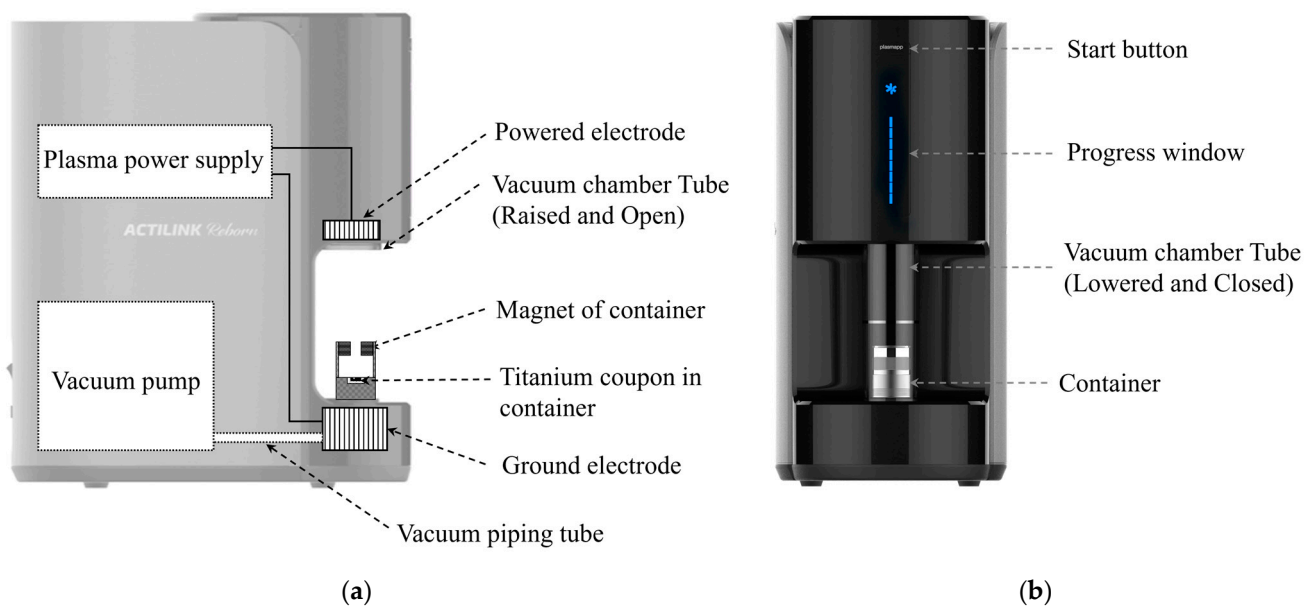 Plasma power supply
ACTILINK Reborn
Vacuum pump
Powered electrode
Vacuum chamber Tube
(Raised and Open)
Magnet of container
Titanium coupon in
container
Ground electrode
Vacuum piping tube
(a)
plasmapp
Start button
Progress window
Vacuum chamber Tube
(Lowered and Closed)
Container
(b)